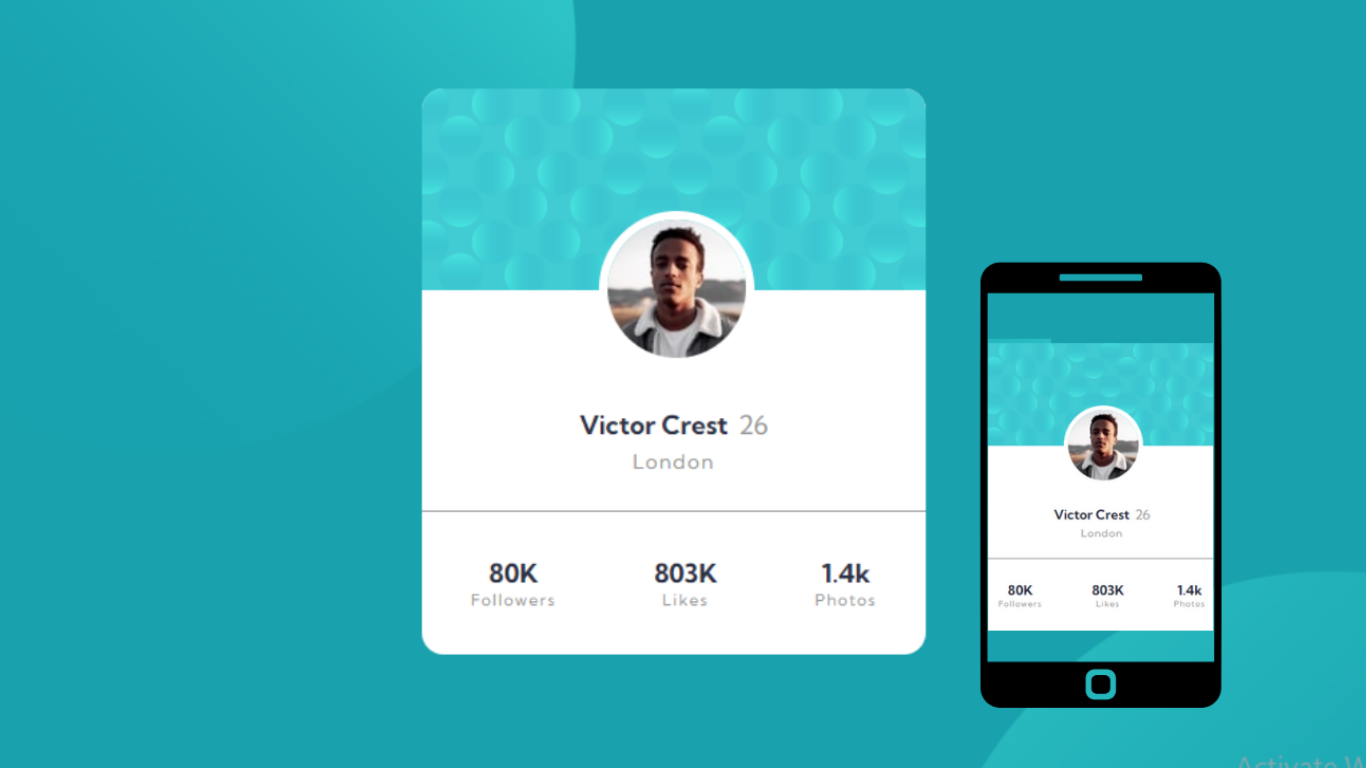 Victor Crest 26
London
80K 803K 1.4k
Followers Likes Photos
Victor Crest 26
London
80K 803K 1.4k
Followers Likes Photos
Activate W